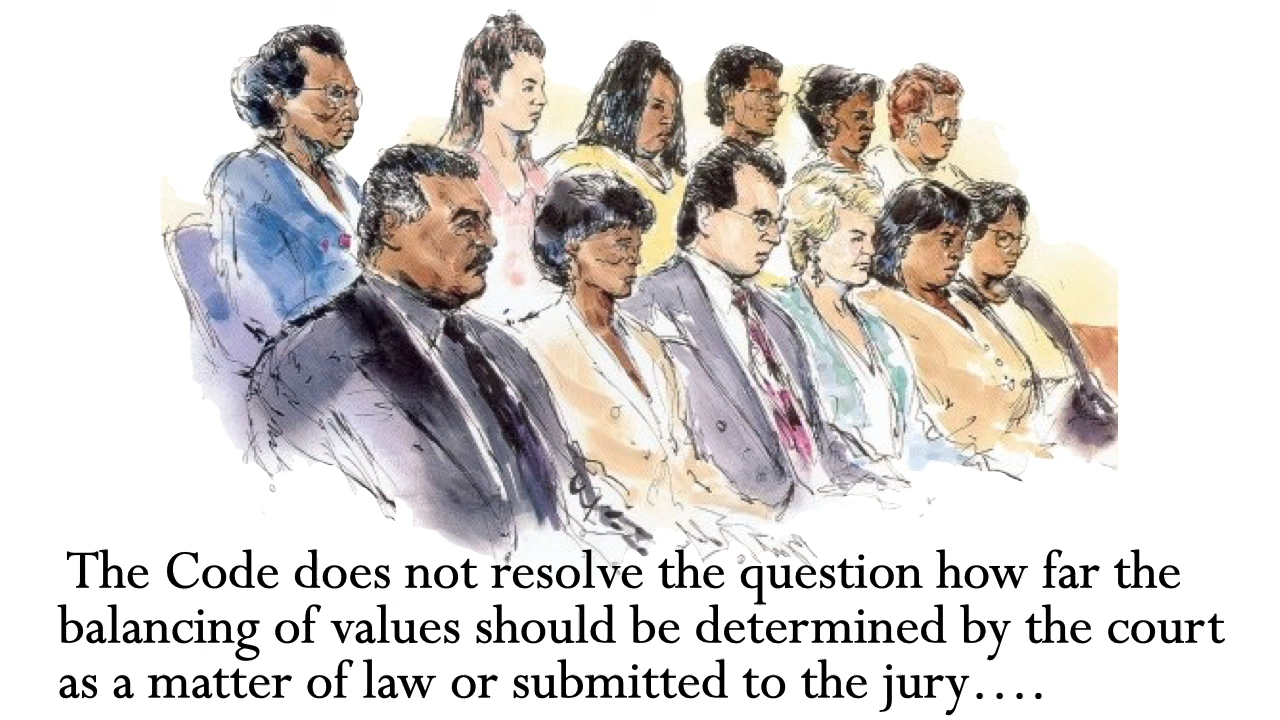 The Code does not resolve the question how far the
balancing of values should be determined by the court
as a matter of law or submitted to the jury….